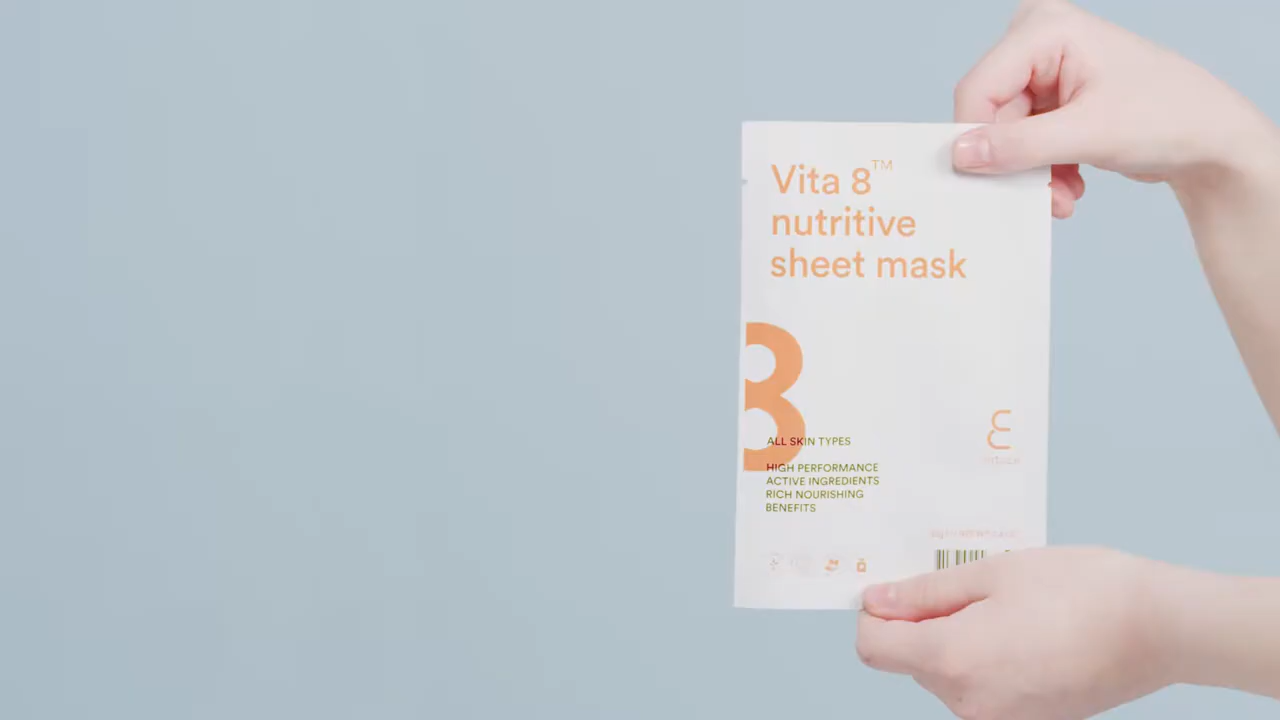 Vita 8™
nutritive
sheet mask
8
ALL SKIN TYPES
HIGH PERFORMANCE
ACTIVE INGREDIENTS
RICH NOURISHING
BENEFITS